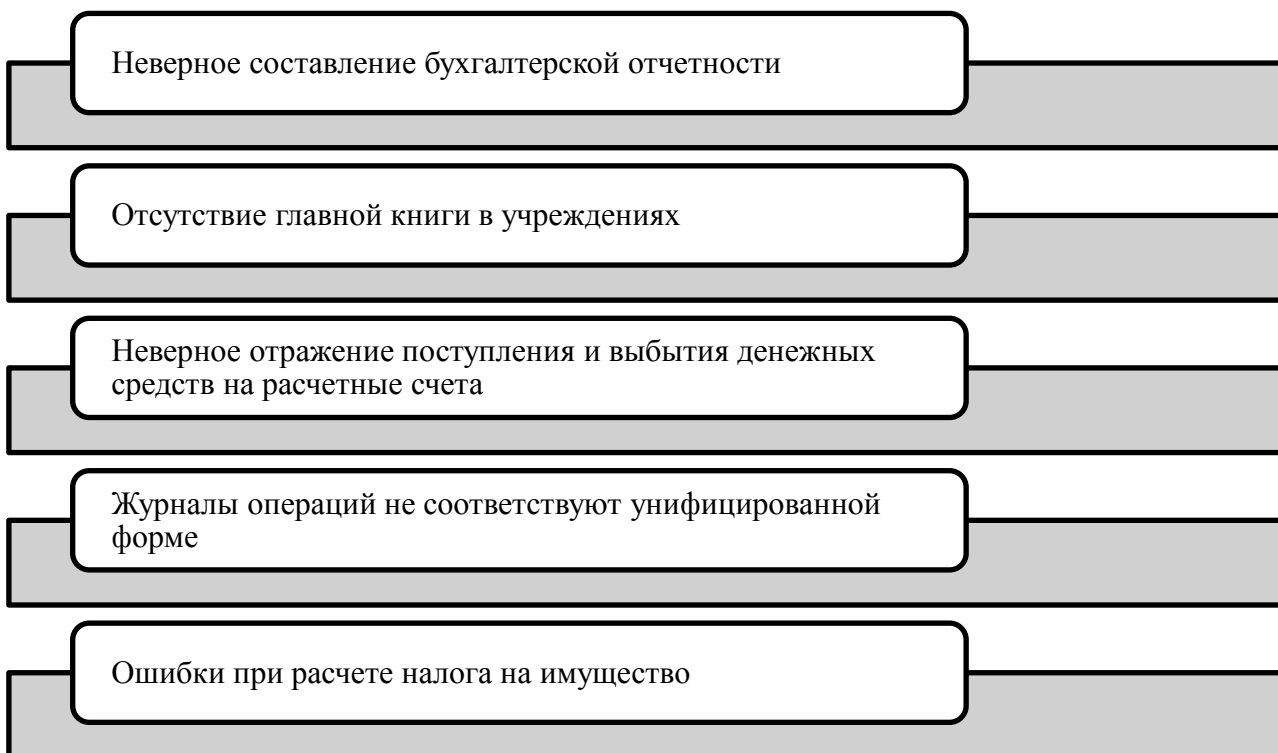 Неверное составление бухгалтерской отчетности
Отсутствие главной книги в учреждениях
Неверное отражение поступления и выбытия денежных
средств на расчетные счета
Журналы операций не соответствуют унифицированной
форме
Ошибки при расчете налога на имущество